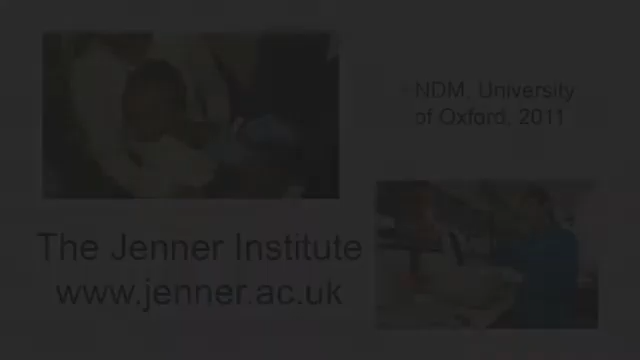 ©NDM, University
of Oxford, 2011
The Jenner Institute
www.jenner.ac.uk